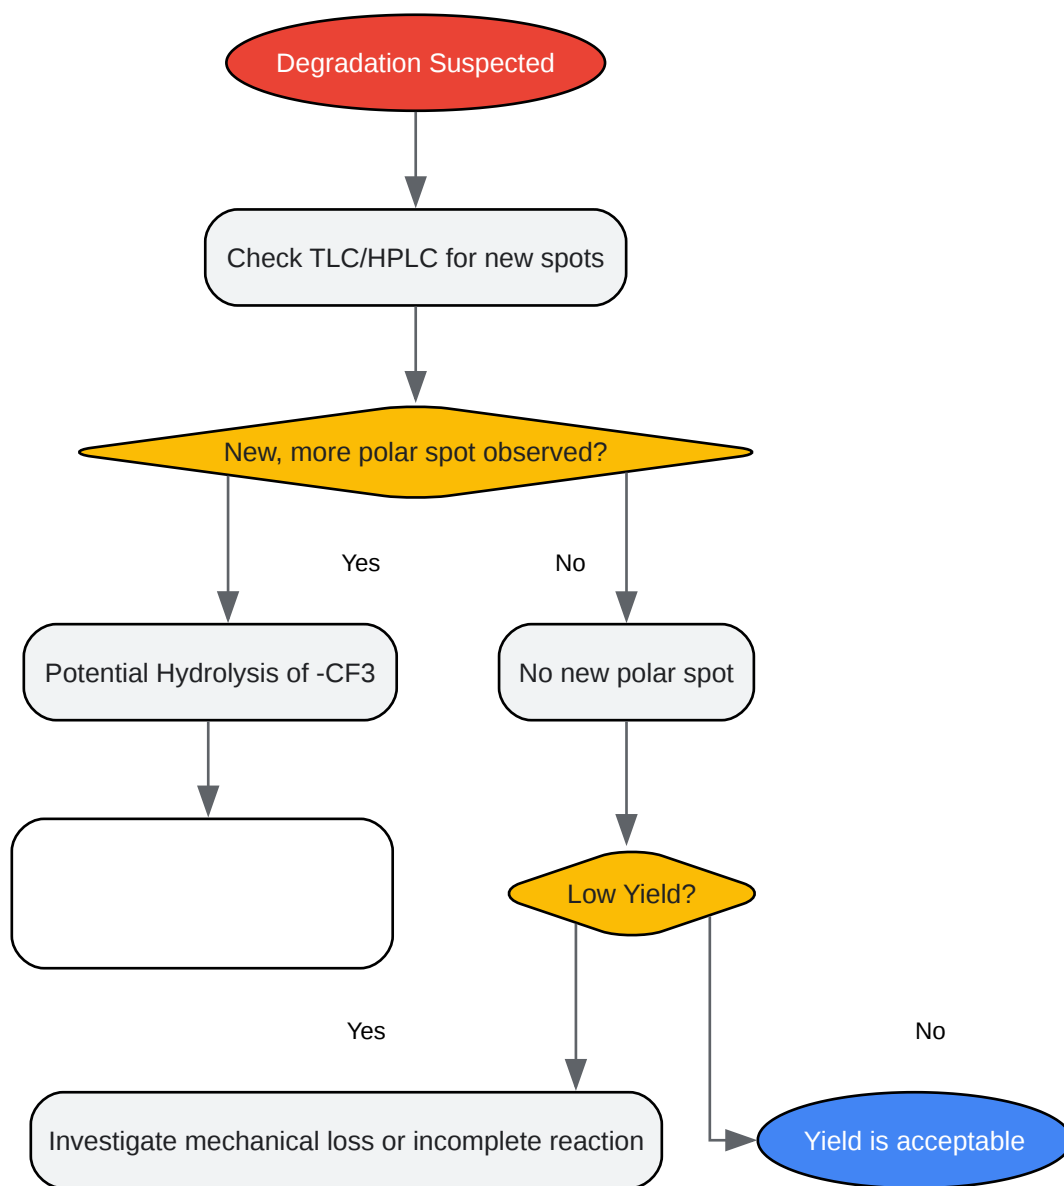 Degradation Suspected
Check TLC/HPLC for new spots
New, more polar spot observed?
Yes
No
Potential Hydrolysis of -CF3
No new polar spot
Low Yield?
Yes
No
Investigate mechanical loss or incomplete reaction
Yield is acceptable